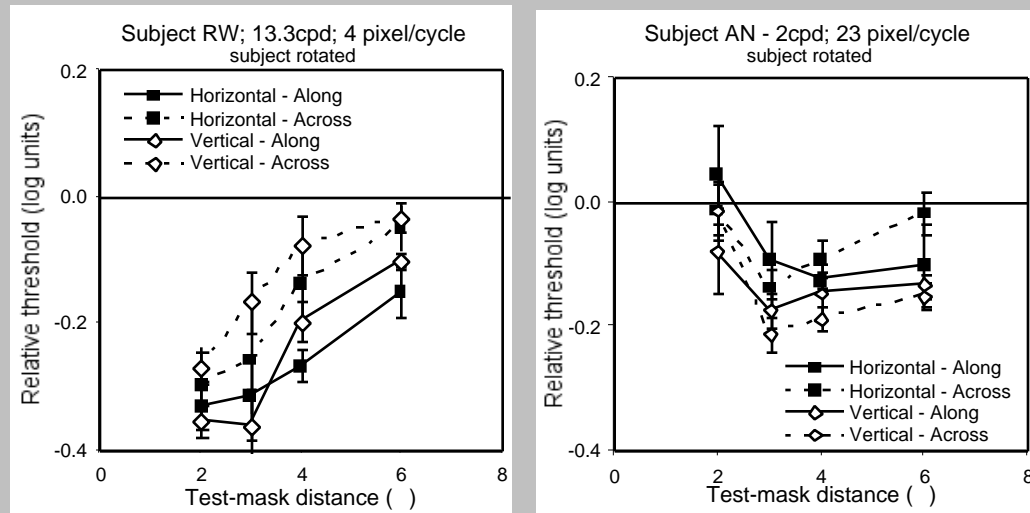 Subject RW; 13.3cpd; 4 pixel/cycle
subject rotated
0.2
Horizontal - Along
Horizontal - Across
Vertical - Along
Vertical - Across
0.0
-0.2
-0.4
Relative threshold (log units)
0 2 4 6 8
Test-mask distance ( )
Subject AN - 2cpd; 23 pixel/cycle
subject rotated
0.2
0.0
-0.2
-0.4
Relative threshold (log units)
Horizontal - Along
Horizontal - Across
Vertical - Along
Vertical - Across
0 2 4 6 8
Test-mask distance ( )